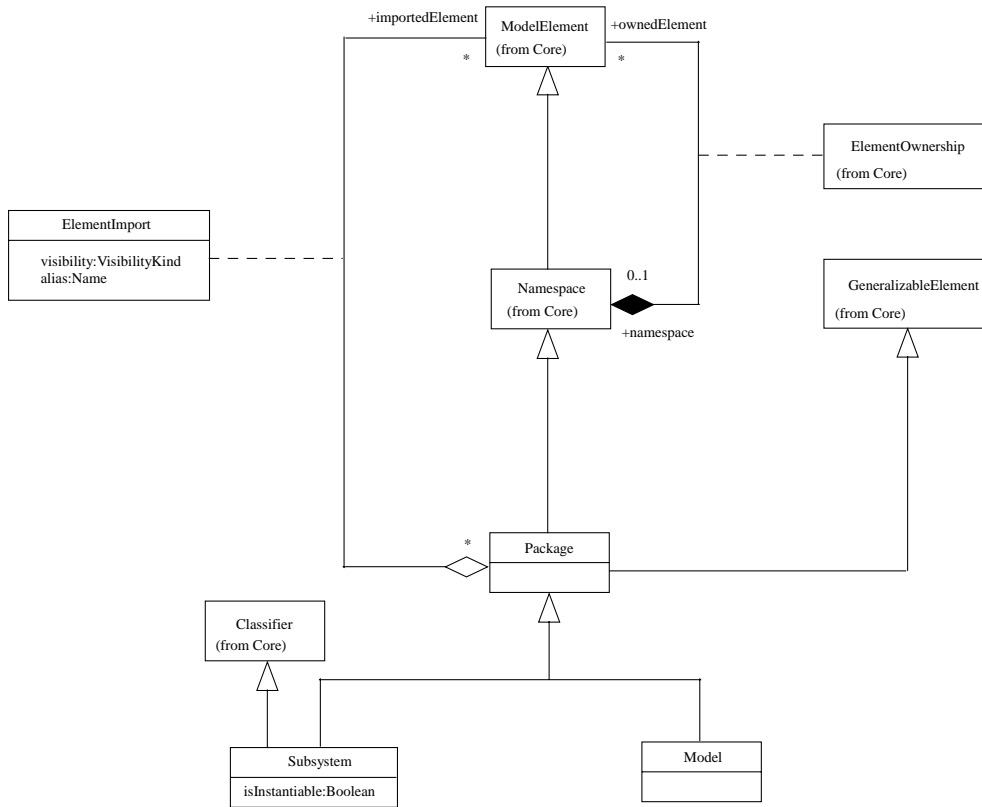 +importedElement
ModelElement
(from Core)
+ownedElement
*
*
ElementOwnership
(from Core)
ElementImport
visibility:VisibilityKind
alias:Name
Namespace
(from Core)
0..1
+namespace
GeneralizableElement
(from Core)
*
Package
Classifier
(from Core)
Subsystem
isInstantiable:Boolean
Model